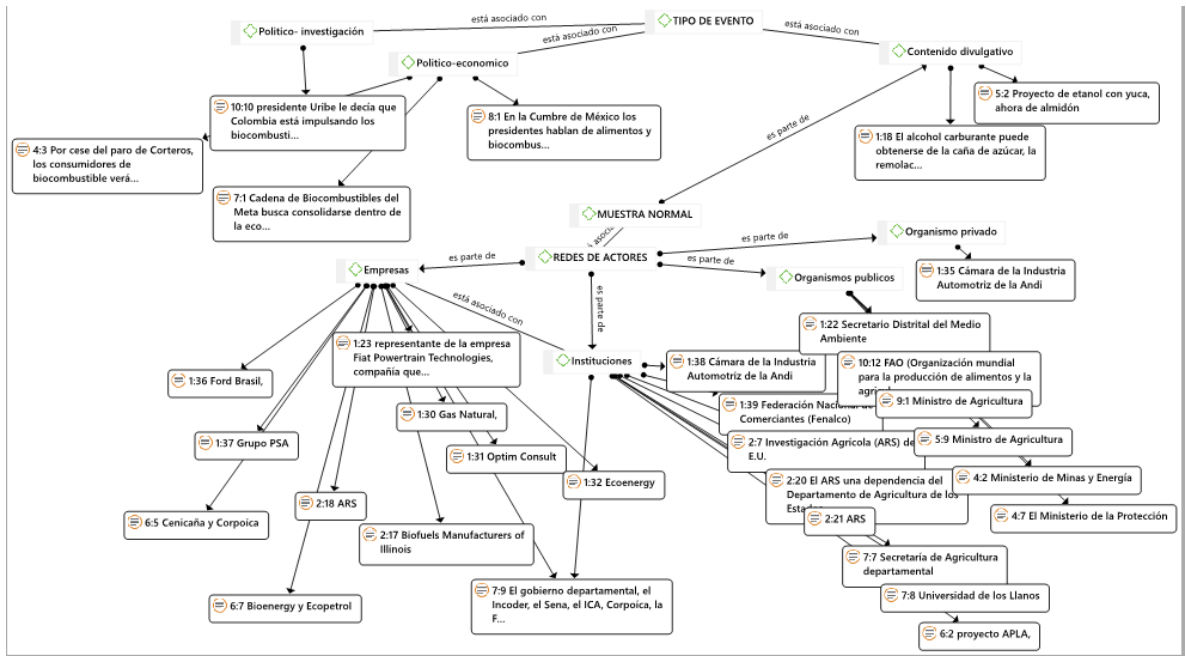 está asociado con
TIPO DE EVENTO
Politico- investigación
está asociado con
está asociado con
Contenido divulgativo
Politico-economico
10:10 presidente Uribe le decía que
Colombia está impulsando los
biocombusti...
8:1 En la Cumbre de México los
presidentes hablan de alimentos y
biocombus...
5:2 Proyecto de etanol con yuca,
ahora de almidón
es parte de
1:18 El alcohol carburante puede
obtenerse de la caña de azúcar, la
remolac...
4:3 Por cese del paro de Corteros,
los consumidores de
biocombustible verá...
7:1 Cadena de Biocombustibles del
Meta busca consolidarse dentro de
la eco...
MUESTRA NORMAL
Organismo privado
es parte de
es parte de
REDES DE ACTORES
es parte de
Empresas
Organismos publicos
1:35 Cámara de la Industria
Automotriz de la Andi
está asociado con
es parte de
1:22 Secretario Distrital del Medio
Ambiente
1:23 representante de la empresa
Fiat Powertrain Technologies,
compañía que...
Instituciones
1:38 Cámara de la Industria
Automotriz de la Andi
10:12 FAO (Organización mundial
para la producción de alimentos y la
1:36 Ford Brasil,
9:1 Ministro de Agricultura
1:30 Gas Natural,
1:39 Federación Nacional de
Comerciantes (Fenalco)
1:37 Grupo PSA
2:7 Investigación Agrícola (ARS) de
E.U.
5:9 Ministro de Agricultura
1:31 Optim Consult
1:32 Ecoenergy
2:20 El ARS una dependencia del
Departamento de Agricultura de los
4:2 Ministerio de Minas y Energía
2:18 ARS
6:5 Cenicaña y Corpoica
2:21 ARS
4:7 El Ministerio de la Protección
2:17 Biofuels Manufacturers of
Illinois
7:7 Secretaría de Agricultura
departamental
7:9 El gobierno departamental, el
Incoder, el Sena, el ICA, Corpoíca, la
F...
7:8 Universidad de los Llanos
6:7 Bioenergy y Ecopetrol
6:2 proyecto APLA,